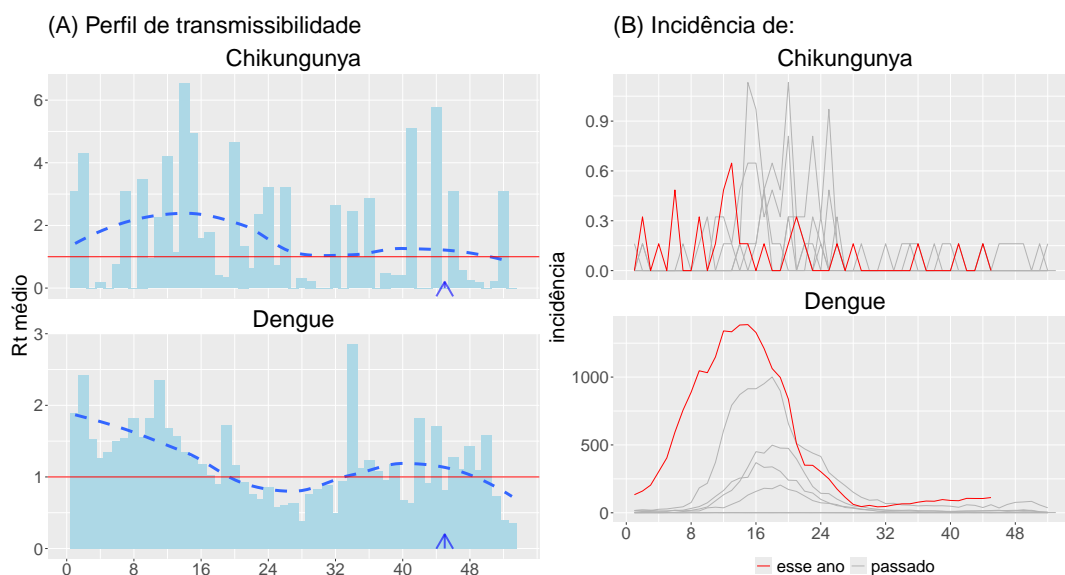 (A) Perfil de transmissibilidade
Chikungunya
6
4
2
0
Dengue
3
2
1
0
0 8 16 24 32 40 48
Rt médio
(B) Incidência de:
Chikungunya
0.9
0.6
0.3
0.0
Dengue
1000
500
0
0 8 16 24 32 40 48
incidência
esse ano passado